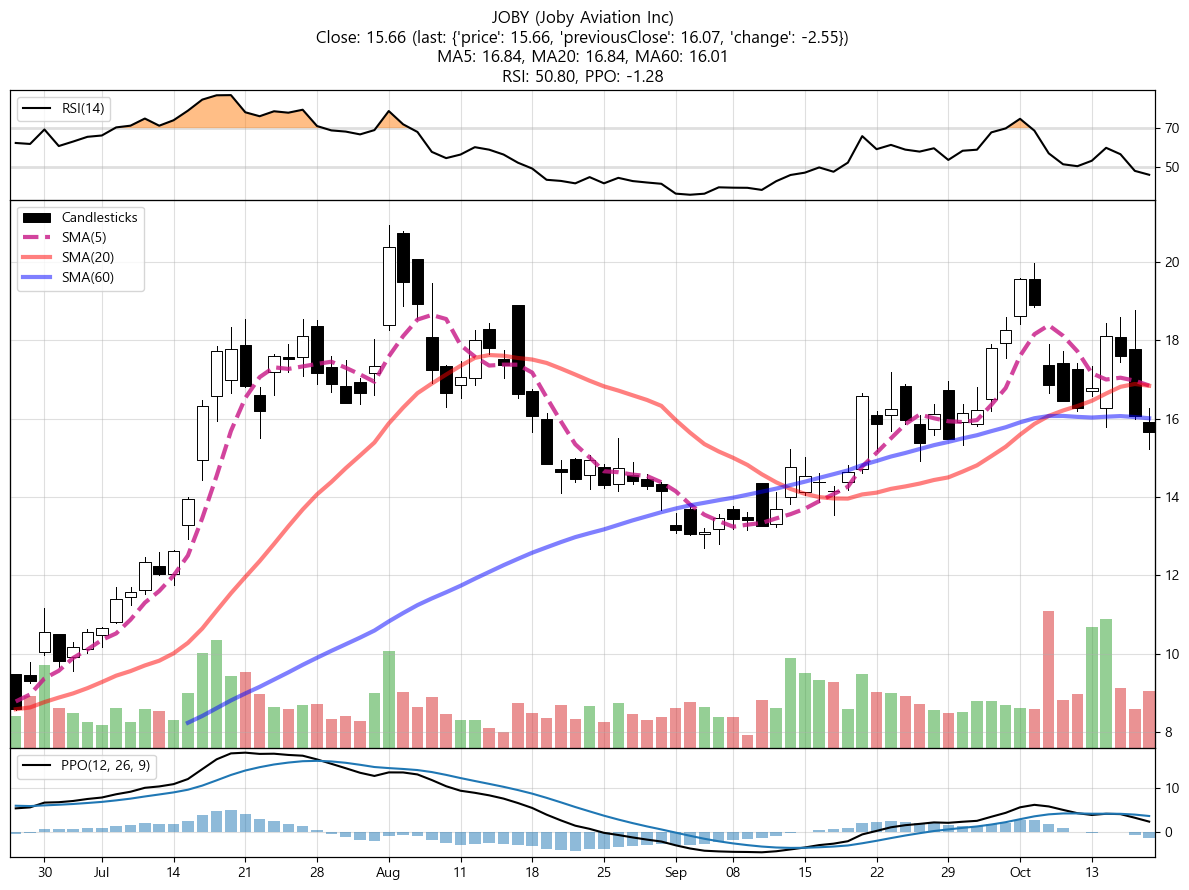 JOBY (Joby Aviation Inc)
Close: 15.66 (last: {'price': 15.66, 'previousClose': 16.07, 'change': -2.55})
MA5: 16.84, MA20: 16.84, MA60: 16.01
RSI: 50.80, PPO: -1.28
RSI(14)
70
50
Candlesticks
SMA(5)
SMA(20)
SMA(60)
20
18
16
14
12
10
8
PPO(12, 26, 9)
10
0
30 Jul 14 21 28 Aug 11 18 25 Sep 08 15 22 29 Oct 13